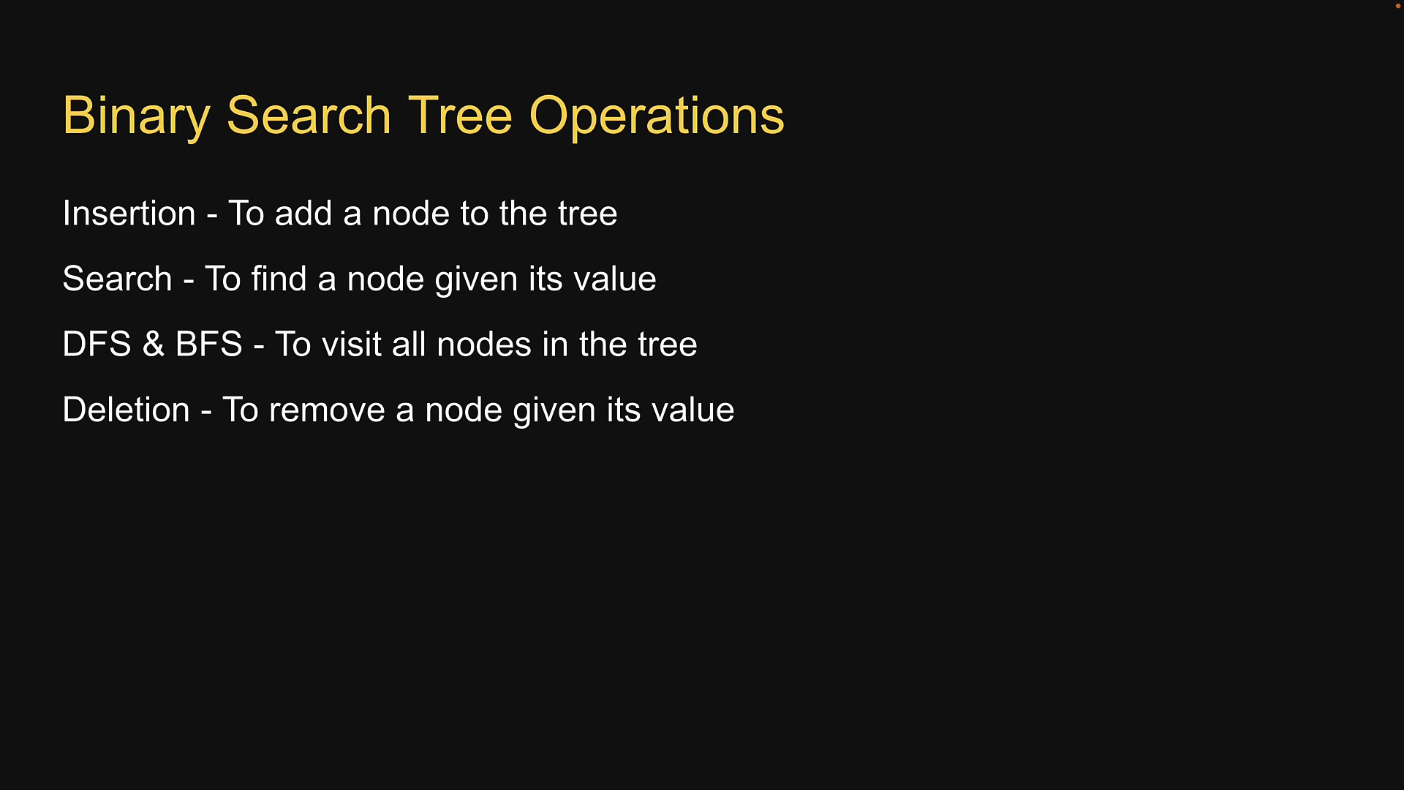 Binary Search Tree Operations
Insertion - To add a node to the tree
Search - To find a node given its value
DFS & BFS - To visit all nodes in the tree
Deletion - To remove a node given its value